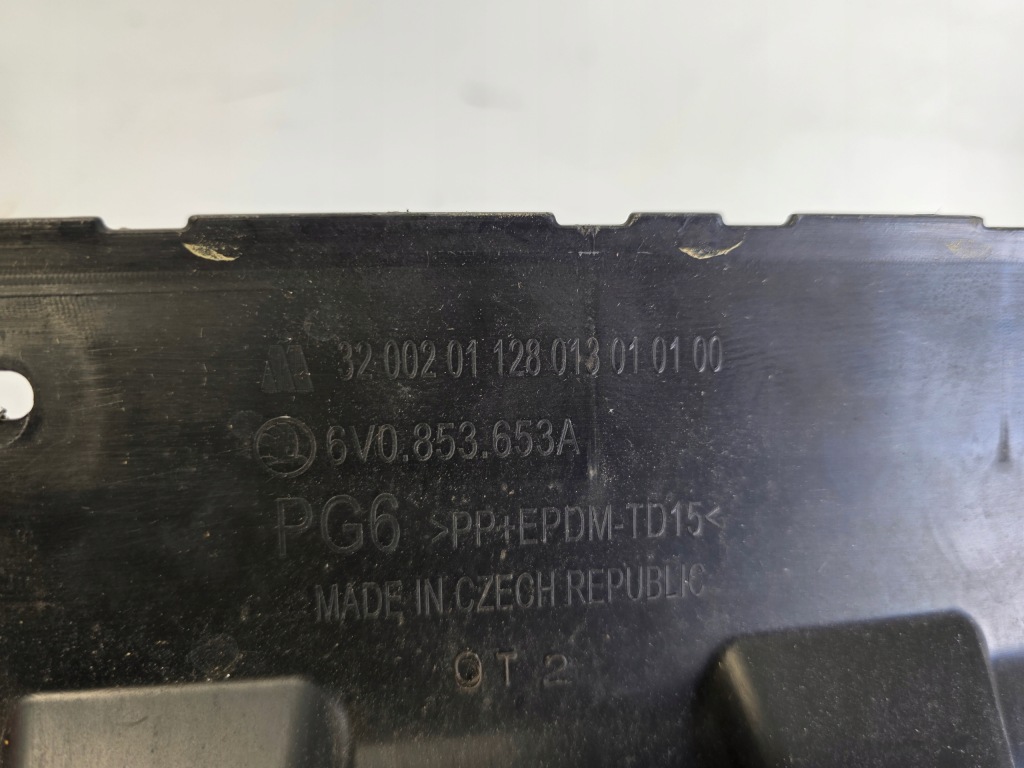 32 002 01 128 013 01 01 00
6V0.853.653A
PG6 >PP+EPDM-TD15<
MADE IN CZECH REPUBLIC
OT 2